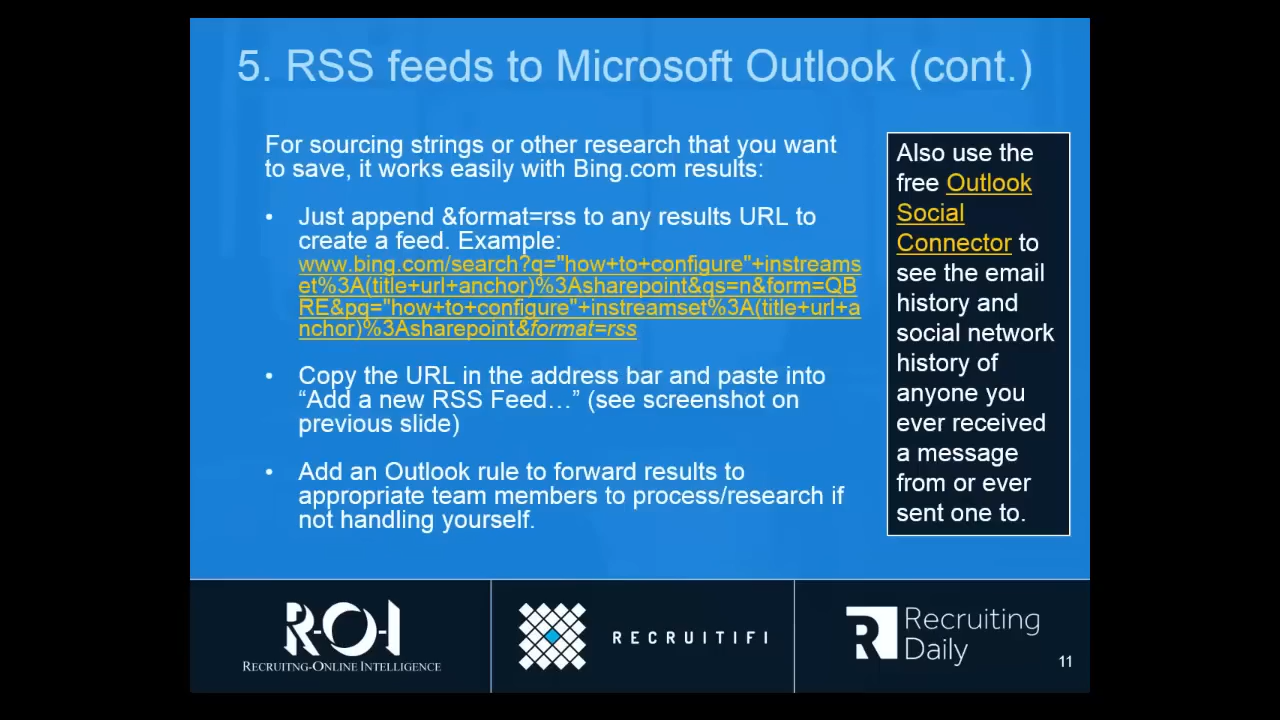 5. RSS feeds to Microsoft Outlook (cont.)
For sourcing strings or other research that you want
to save, it works easily with Bing.com results:
• Just append &format=rss to any results URL to
create a feed. Example:
www.bing.com/search?q="how+to+configure"+instreams
et%3A(title+url+anchor)%3Asharepoint&qs=n&form=QB
RE&pq="how+to+configure"+instreamset%3A(title+url+a
nchor)%3Asharepoint&format=rss
• Copy the URL in the address bar and paste into
“Add a new RSS Feed…” (see screenshot on
previous slide)
• Add an Outlook rule to forward results to
appropriate team members to process/research if
not handling yourself.
Also use the
free Outlook
Social
Connector to
see the email
history and
social network
history of
anyone you
ever received
a message
from or ever
sent one to.
R-O-I
RECRUITNG-ONLINE INTELLIGENCE
RECRUITIFI
R
Recruiting
Daily
11